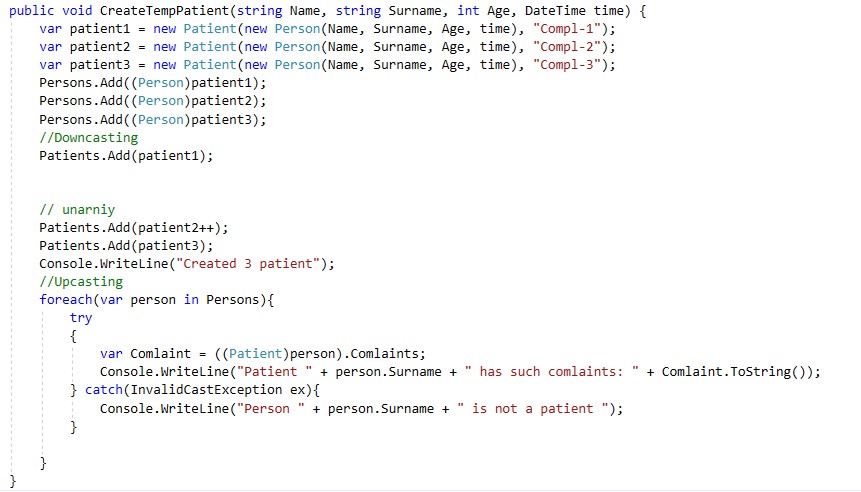 public void CreateTempPatient(string Name, string Surname, int Age, DateTime time) {
var patient1 = new Patient(new Person(Name, Surname, Age, time), "Compl-1");
var patient2 = new Patient(new Person(Name, Surname, Age, time), "Compl-2");
var patient3 = new Patient(new Person(Name, Surname, Age, time), "Compl-3");
Persons.Add((Person)patient1);
Persons.Add((Person)patient2);
Persons.Add((Person)patient3);
//Downcasting
Patients.Add(patient1);
// unarniy
Patients.Add(patient2++);
Patients.Add(patient3);
Console.WriteLine("Created 3 patient");
//Upcasting
foreach(var person in Persons){
try
{
var Comlaint = ((Patient)person).Comlaints;
Console.WriteLine("Patient " + person.Surname + " has such comlaints: " + Comlaint.ToString());
} catch(InvalidCastException ex){
Console.WriteLine("Person " + person.Surname + " is not a patient ");
}
}
}